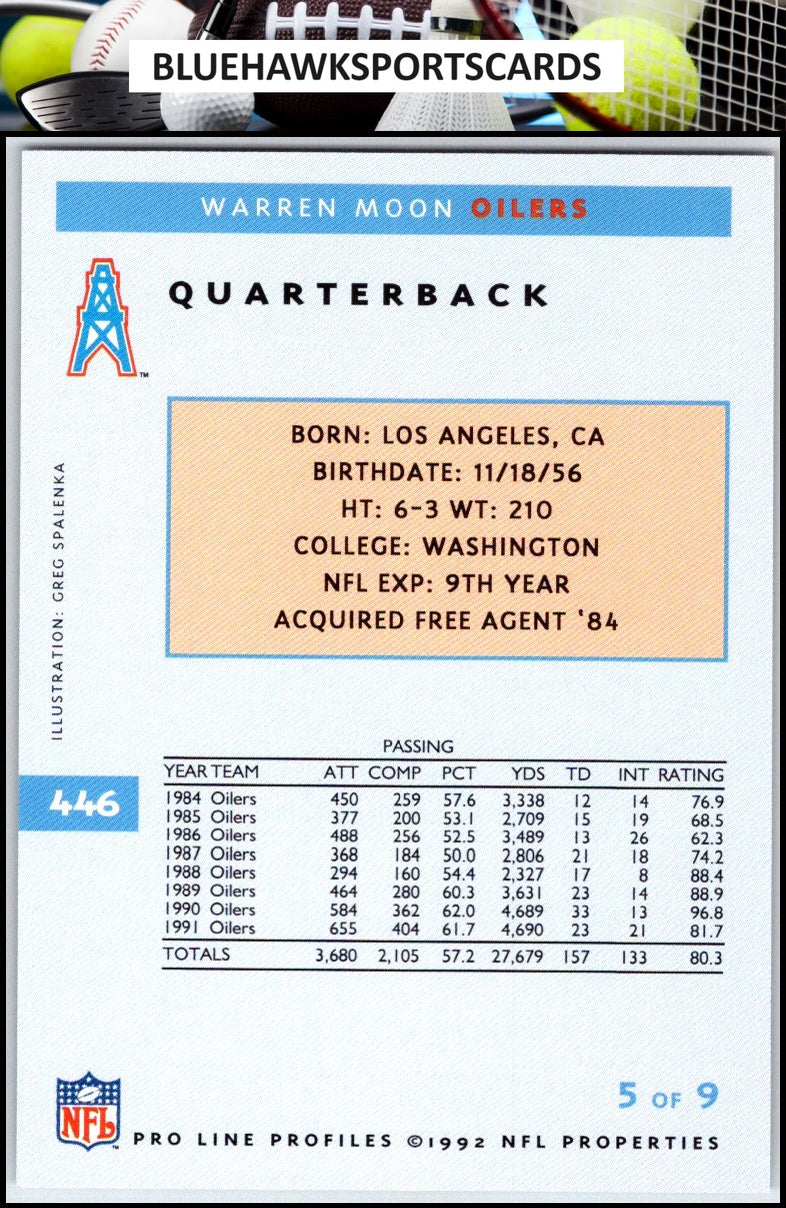 BLUEHAWKSPORTSCARDS
WARREN MOON OILERS
QUARTERBACK
TM
BORN: LOS ANGELES, CA
BIRTHDATE: 11/18/56
HT: 6-3 WT: 210
COLLEGE: WASHINGTON
NFL EXP: 9TH YEAR
ACQUIRED FREE AGENT '84
ILLUSTRATION: GREG SPALENKA
446
PASSING
YEAR TEAM ATT COMP PCT YDS TD INT RATING
1984 Oilers 450 259 57.6 3,338 12 14 76.9
1985 Oilers 377 200 53.1 2,709 15 19 68.5
1986 Oilers 488 256 52.5 3,489 13 26 62.3
1987 Oilers 368 184 50.0 2,806 21 18 74.2
1988 Oilers 294 160 54.4 2,327 17 8 88.4
1989 Oilers 464 280 60.3 3,631 23 14 88.9
1990 Oilers 584 362 62.0 4,689 33 13 96.8
1991 Oilers 655 404 61.7 4,690 23 21 81.7
TOTALS 3,680 2,105 57.2 27,679 157 133 80.3
5 OF 9
NFL
TM
PRO LINE PROFILES ©1992 NFL PROPERTIES